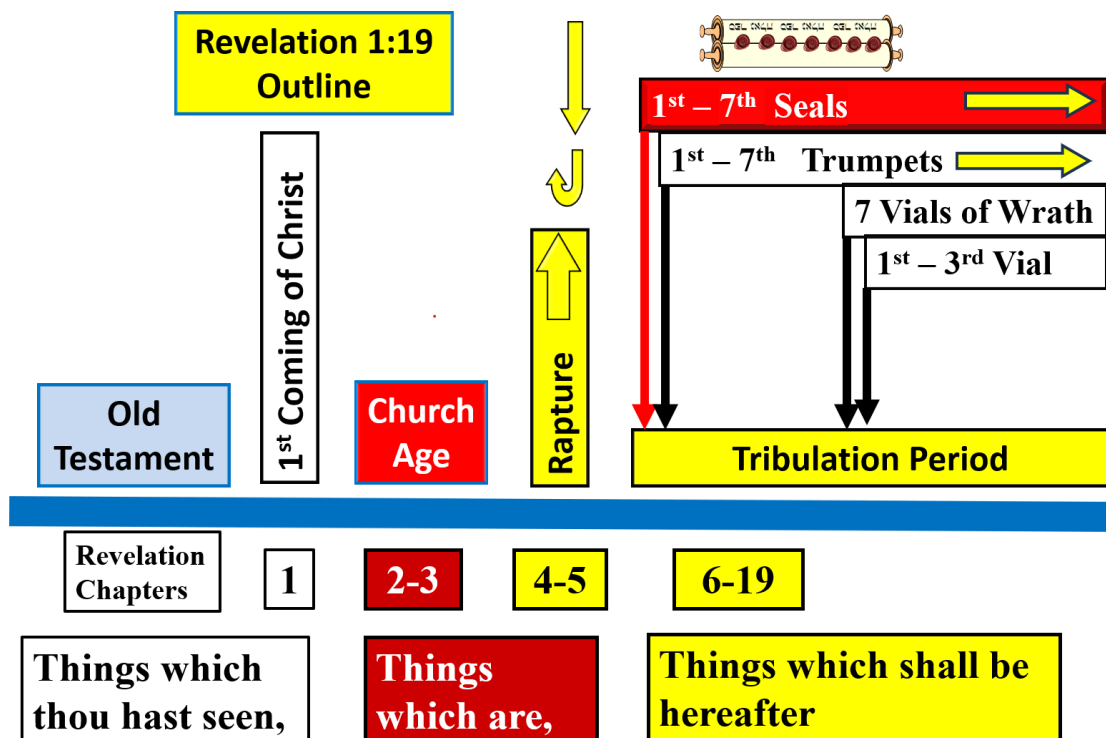 Revelation 1:19
Outline
1st – 7th Seals
1st – 7th Trumpets
7 Vials of Wrath
1st – 3rd Vial
1st Coming of Christ
Rapture
Old
Testament
Church
Age
Tribulation Period
Revelation
Chapters
1
2-3
4-5
6-19
Things which
thou hast seen,
Things
which are,
Things which shall be
hereafter